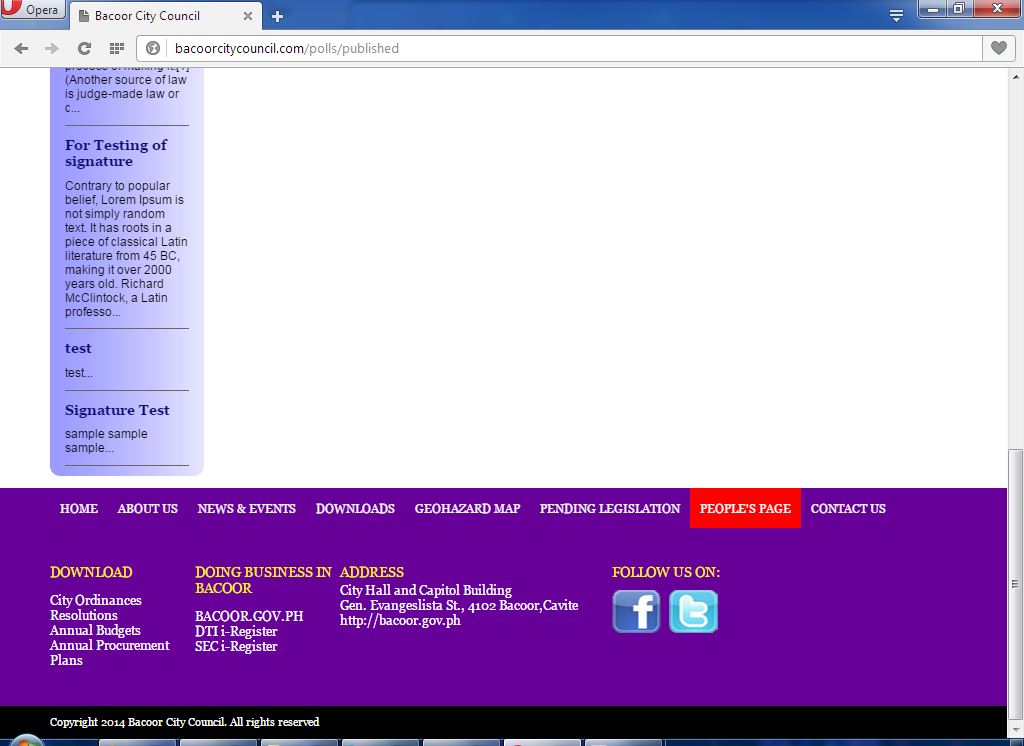 Opera
Bacoor City Council
bacoorcitycouncil.com/polls/published
process of making it.[1]
(Another source of law
is judge-made law or
c...
For Testing of
signature
Contrary to popular
belief, Lorem Ipsum is
not simply random
text. It has roots in a
piece of classical Latin
literature from 45 BC,
making it over 2000
years old. Richard
McClintock, a Latin
professo...
test
test...
Signature Test
sample sample
sample...
HOME ABOUT US NEWS & EVENTS DOWNLOADS GEOHAZARD MAP PENDING LEGISLATION PEOPLE'S PAGE CONTACT US
DOWNLOAD
City Ordinances
Resolutions
Annual Budgets
Annual Procurement
Plans
DOING BUSINESS IN
BACOOR
BACOOR.GOV.PH
DTI i-Register
SEC i-Register
ADDRESS
City Hall and Capitol Building
Gen. Evangeslista St., 4102 Bacoor,Cavite
http://bacoor.gov.ph
FOLLOW US ON:
Copyright 2014 Bacoor City Council. All rights reserved